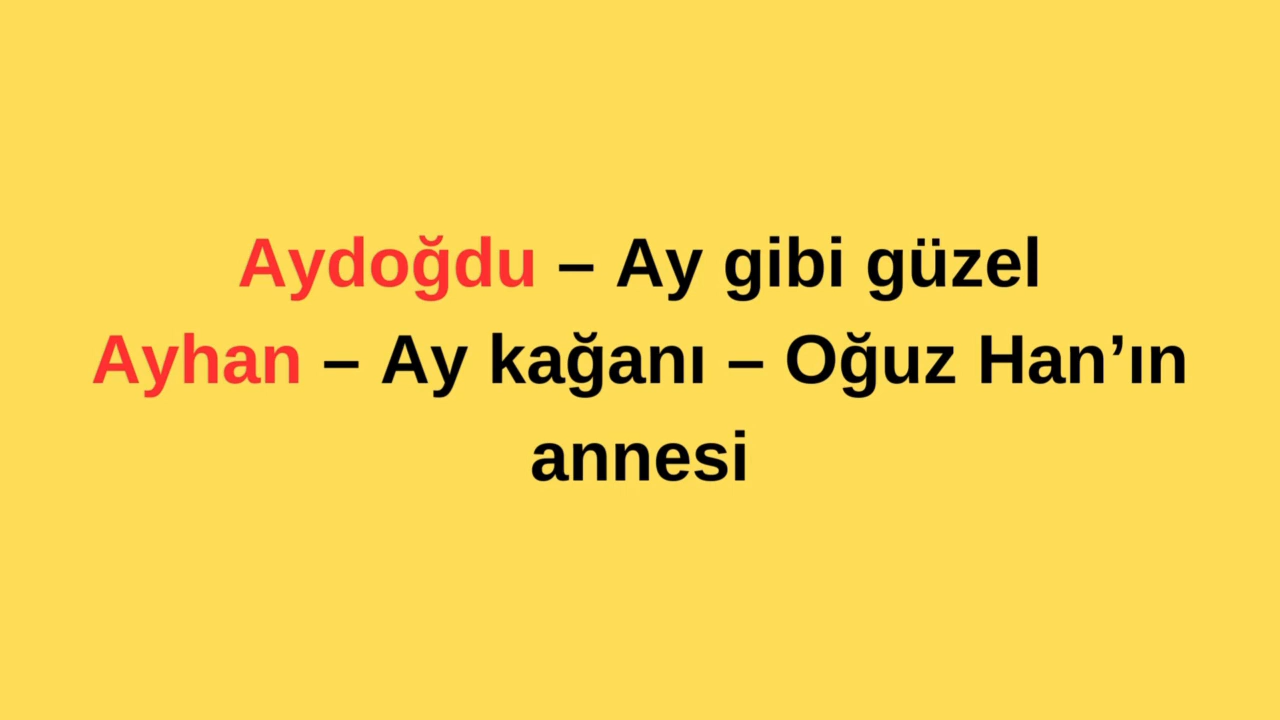 Aydoğdu – Ay gibi güzel
Ayhan – Ay kağanı – Oğuz Han’ın
annesi